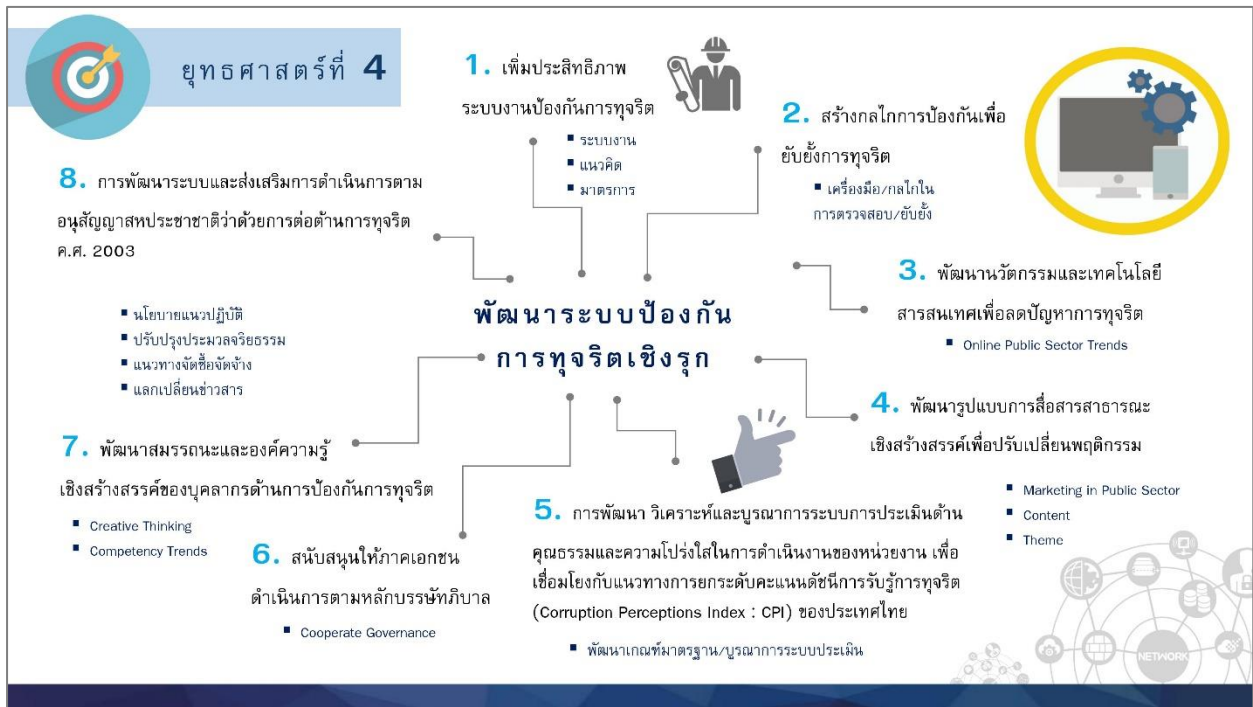 ยุทธศาสตร์ที่ 4
1. เพิ่มประสิทธิภาพ
ระบบงานป้องกันการทุจริต
▪ ระบบงาน
▪ แนวคิด
▪ มาตรการ
2. สร้างกลไกการป้องกันเพื่อ
ยับยั้งการทุจริต
▪ เครื่องมือ/กลไกใน
การตรวจสอบ/ยับยั้ง
3. พัฒนานวัตกรรมและเทคโนโลยี
สารสนเทศเพื่อลดปัญหาการทุจริต
▪ Online Public Sector Trends
พัฒนาระบบป้องกัน
การทุจริตเชิงรุก
4. พัฒนารูปแบบการสื่อสารสาธารณะ
เชิงสร้างสรรค์เพื่อปรับเปลี่ยนพฤติกรรม
▪ Marketing in Public Sector
▪ Content
▪ Theme
5. การพัฒนา วิเคราะห์และบูรณาการระบบการประเมินด้าน
คุณธรรมและความโปร่งใสในการดำเนินงานของหน่วยงาน เพื่อ
เชื่อมโยงกับแนวทางการยกระดับคะแนนดัชนีการรับรู้การทุจริต
(Corruption Perceptions Index : CPI) ของประเทศไทย
▪ พัฒนาเกณฑ์มาตรฐาน/บูรณาการระบบประเมิน
6. สนับสนุนให้ภาคเอกชน
ดำเนินการตามหลักบรรษัทภิบาล
▪ Cooperate Governance
7. พัฒนาสมรรถนะและองค์ความรู้
เชิงสร้างสรรค์ของบุคลากรด้านการป้องกันการทุจริต
▪ Creative Thinking
▪ Competency Trends
8. การพัฒนาระบบและส่งเสริมการดำเนินการตาม
อนุสัญญาสหประชาชาติว่าด้วยการต่อต้านการทุจริต
ค.ศ. 2003
▪ นโยบายแนวปฏิบัติ
▪ ปรับปรุงประมวลจริยธรรม
▪ แนวทางจัดซื้อจัดจ้าง
▪ แลกเปลี่ยนข่าวสาร
NETWORK